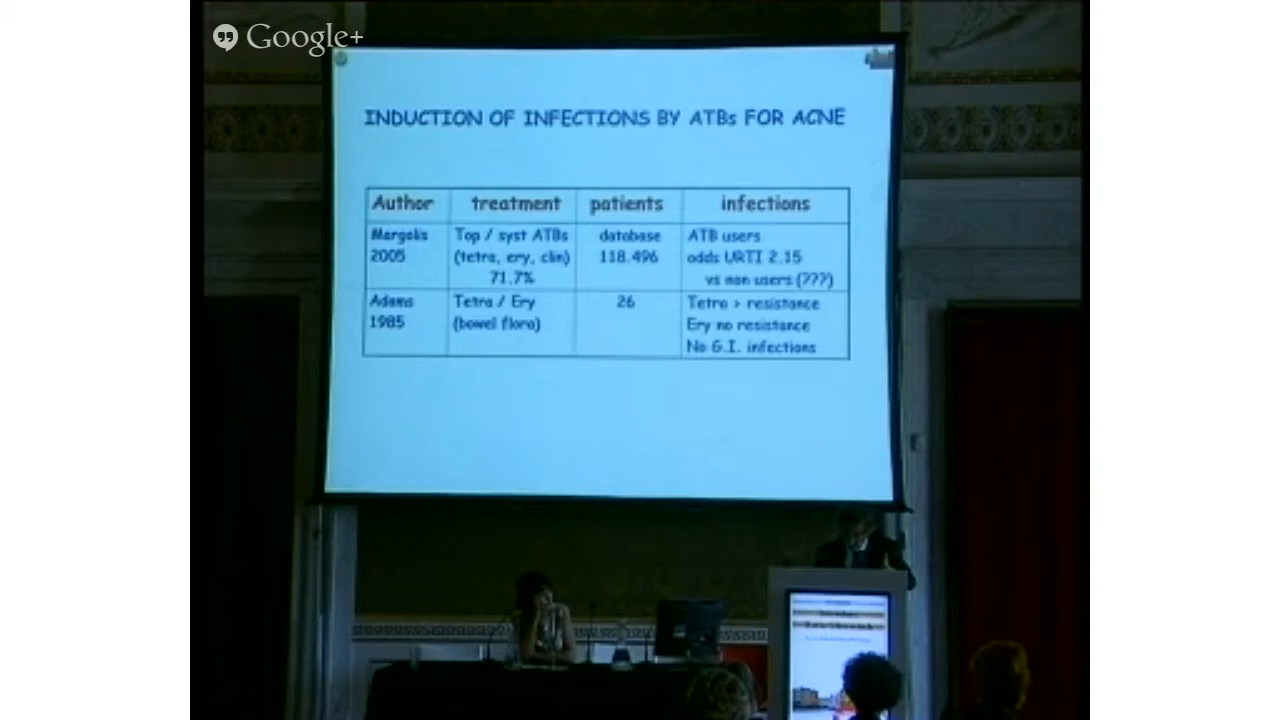 Google+
INDUCTION OF INFECTIONS BY ATBs FOR ACNE
Author treatment patients infections
Margolis Top / syst ATBs database ATB users
2005 (tetra, ery, clin) 118.496 odds URTI 2.15
71.7% vs non users (???)
Adams Tetra / Ery 26 Tetra > resistance
1985 (bowel flora) Ery no resistance
No G.I. infections